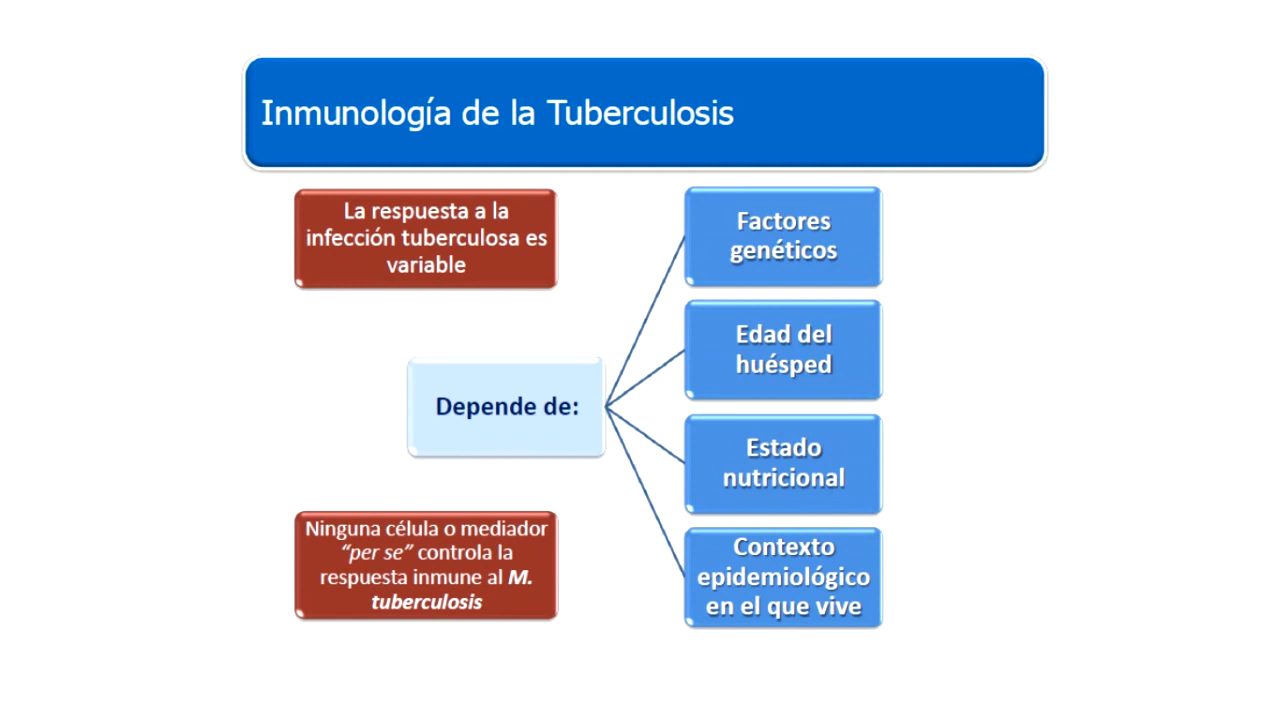 Inmunología de la Tuberculosis
La respuesta a la
infección tuberculosa es
variable
Depende de:
Ninguna célula o mediador
“per se” controla la
respuesta inmune al M.
tuberculosis
Factores
genéticos
Edad del
huésped
Estado
nutricional
Contexto
epidemiológico
en el que vive